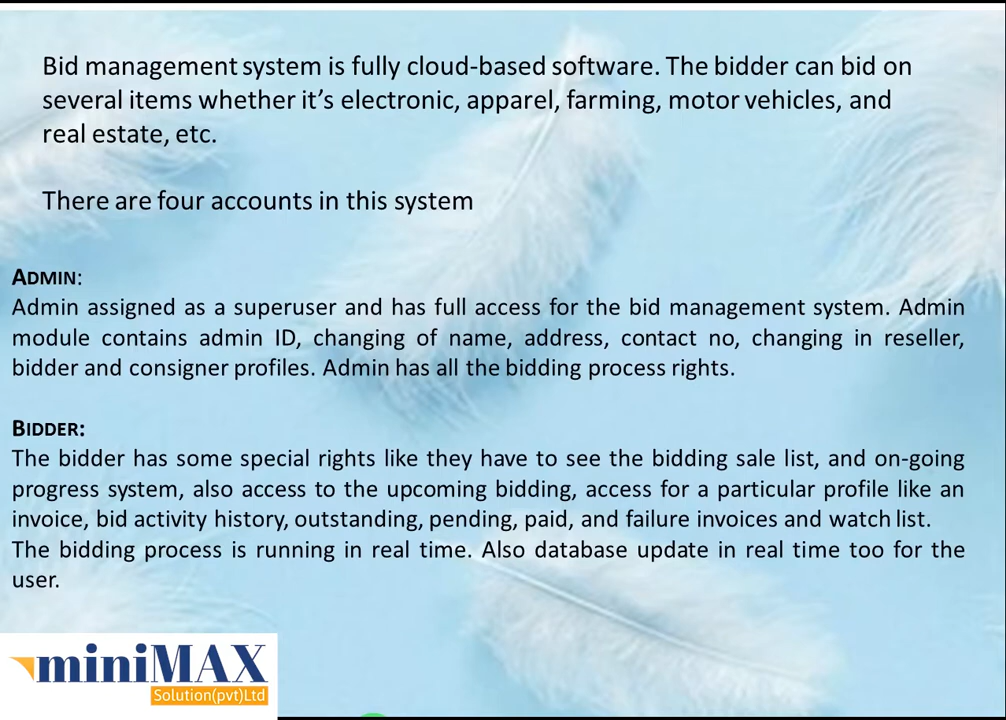 Bid management system is fully cloud-based software. The bidder can bid on
several items whether it’s electronic, apparel, farming, motor vehicles, and
real estate, etc.
There are four accounts in this system
ADMIN:
Admin assigned as a superuser and has full access for the bid management system. Admin
module contains admin ID, changing of name, address, contact no, changing in reseller,
bidder and consigner profiles. Admin has all the bidding process rights.
BIDDER:
The bidder has some special rights like they have to see the bidding sale list, and on-going
progress system, also access to the upcoming bidding, access for a particular profile like an
invoice, bid activity history, outstanding, pending, paid, and failure invoices and watch list.
The bidding process is running in real time. Also database update in real time too for the
user.
miniMAX
Solution(pvt)Ltd